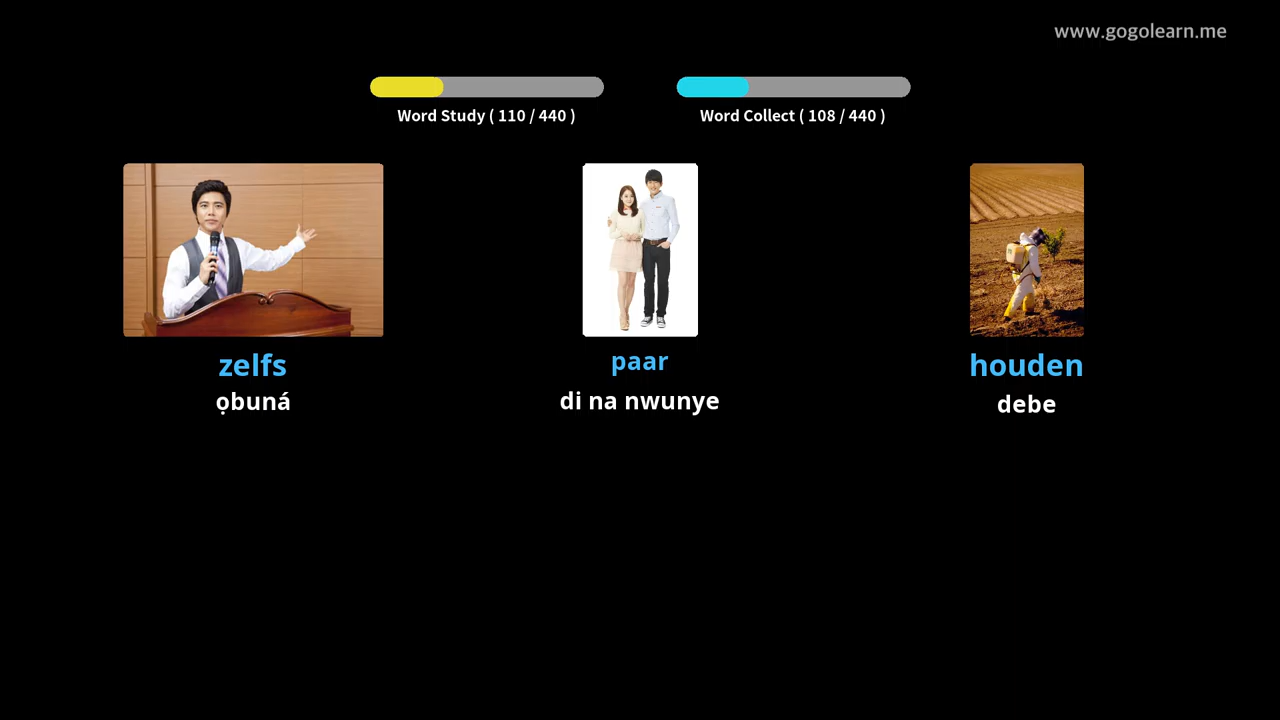 www.gogolearn.me
Word Study ( 110 / 440 )
Word Collect ( 108 / 440 )
zelfs
paar
houden
ọbuná
di na nwunye
debe